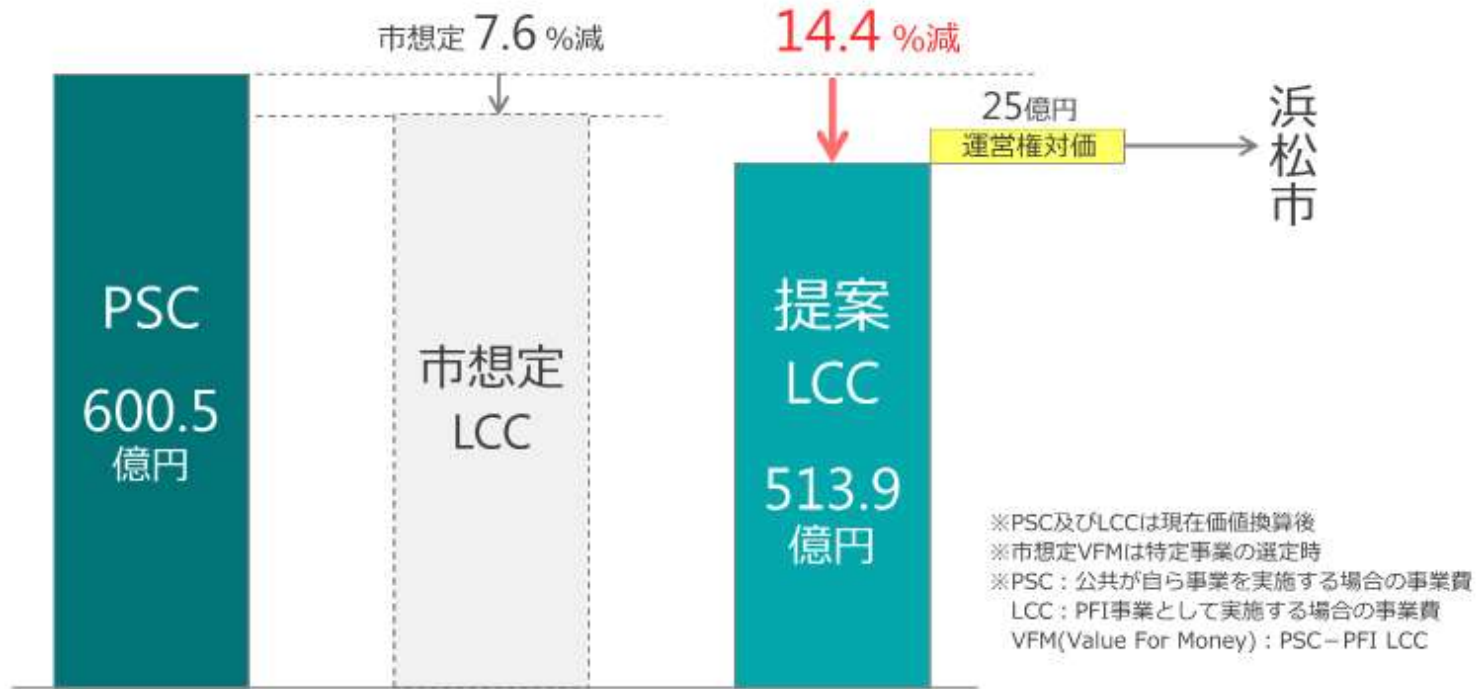 市想定 7.6 %減
14.4 %減
25億円
運営権対価
浜松市
PSC
600.5
億円
市想定
LCC
提案
LCC
513.9
億円
※PSC及びLCCは現在価値換算後
※市想定VFMは特定事業の選定時
※PSC：公共が自ら事業を実施する場合の事業費
LCC：PFI事業として実施する場合の事業費
VFM(Value For Money)：PSC－PFI LCC